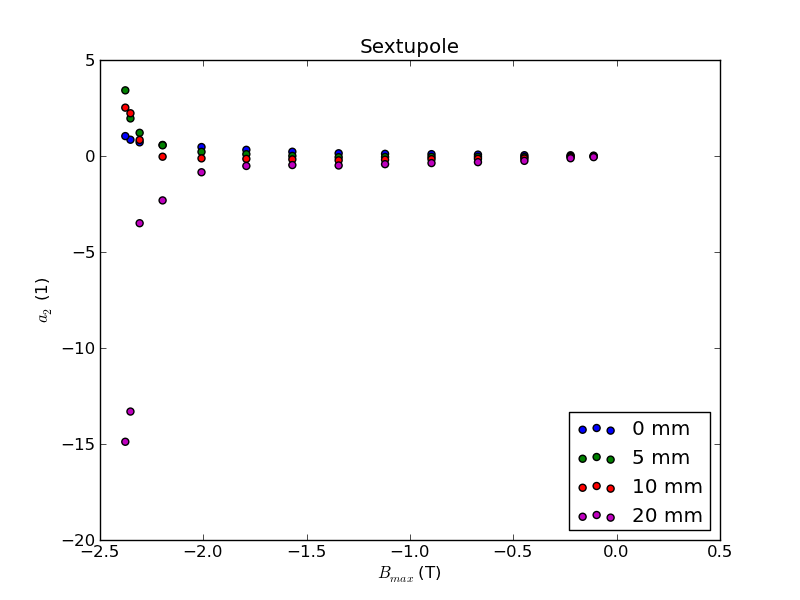 Sextupole
5
0
−5
−10
−15
−20
a₂ (1)
−2.5 −2.0 −1.5 −1.0 −0.5 0.0 0.5
Bₘₐₓ (T)
0 mm
5 mm
10 mm
20 mm